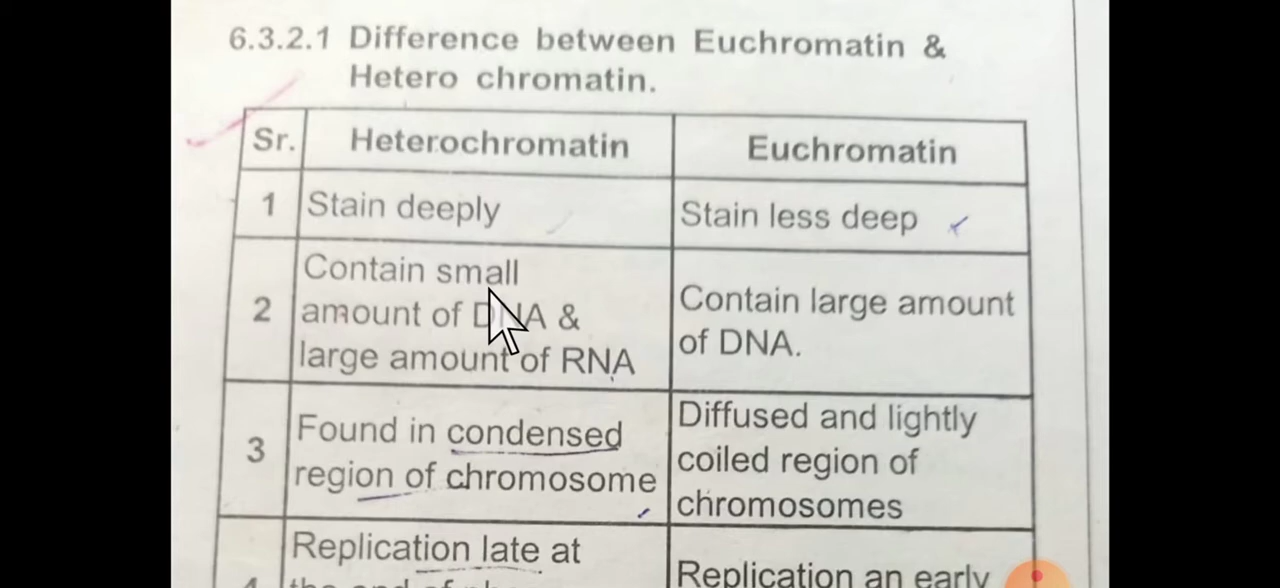 6.3.2.1 Difference between Euchromatin &
Hetero chromatin.
Sr. Heterochromatin Euchromatin
1 Stain deeply Stain less deep
2 Contain small
amount of DNA &
large amount of RNA
Contain large amount
of DNA.
3 Found in condensed
region of chromosome
Diffused and lightly
coiled region of
chromosomes
Replication late at
Replication an early